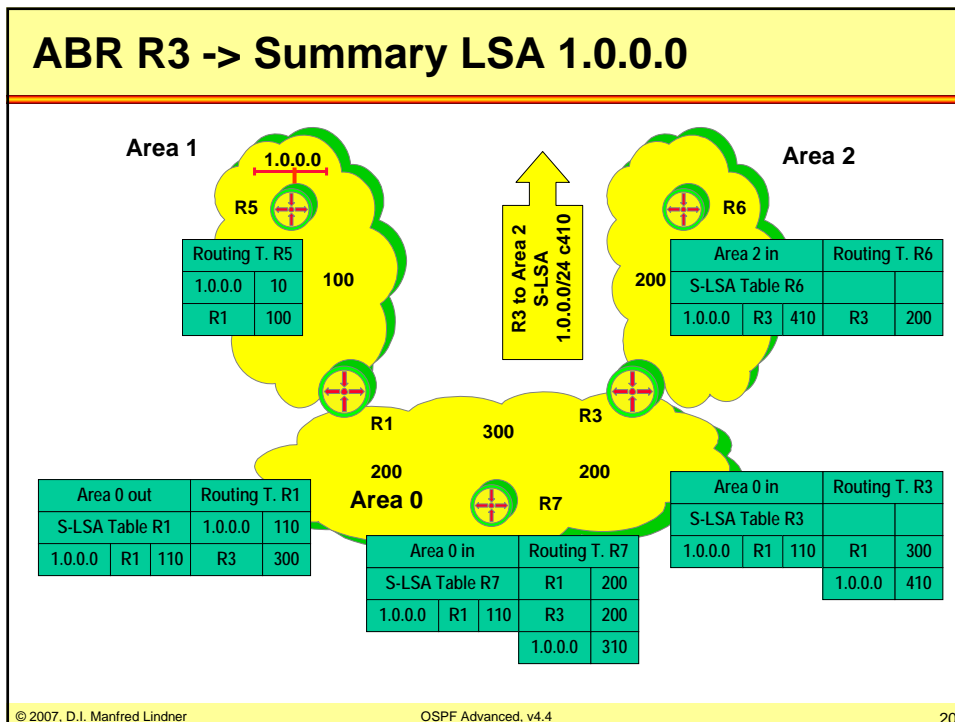 ABR R3 -> Summary LSA 1.0.0.0
Area 1
1.0.0.0
Area 2
R5
R6
Routing T. R5
1.0.0.0 10
R1 100
100
R3 to Area 2
S-LSA
1.0.0.0/24 c410
200
Area 2 in Routing T. R6
S-LSA Table R6
1.0.0.0 R3 410 R3 200
R1
300
R3
200
200
Area 0
R7
Area 0 out Routing T. R1
S-LSA Table R1 1.0.0.0 110
1.0.0.0 R1 110 R3 300
Area 0 in Routing T. R7
S-LSA Table R7 R1 200
1.0.0.0 R1 110 R3 200
1.0.0.0 310
Area 0 in Routing T. R3
S-LSA Table R3
1.0.0.0 R1 110 R1 300
1.0.0.0 410
© 2007, D.I. Manfred Lindner
OSPF Advanced, v4.4
20